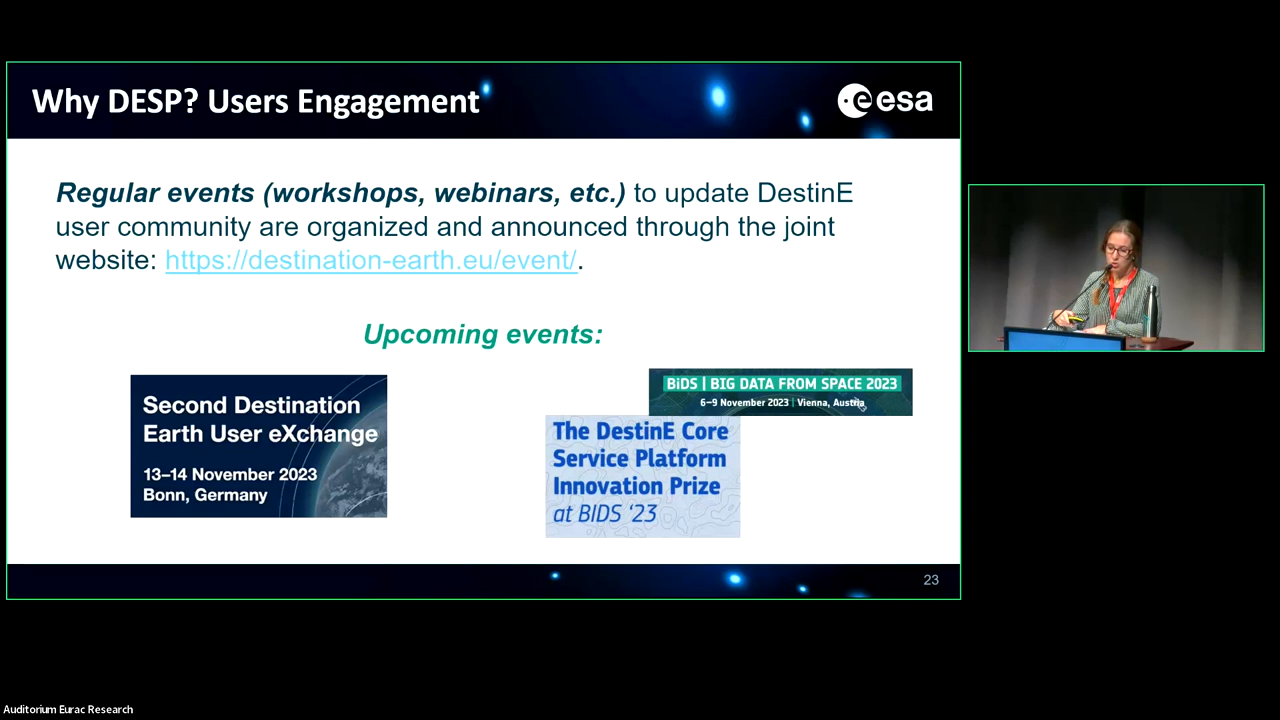 Why DESP? Users Engagement
esa
Regular events (workshops, webinars, etc.) to update DestinE
user community are organized and announced through the joint
website: https://destination-earth.eu/event/.
Upcoming events:
Second Destination
Earth User eXchange
13–14 November 2023
Bonn, Germany
BiDS | BIG DATA FROM SPACE 2023
6–9 November 2023 | Vienna, Austria
The DestinE Core
Service Platform
Innovation Prize
at BIDS ‘23
23
Auditorium Eurac Research